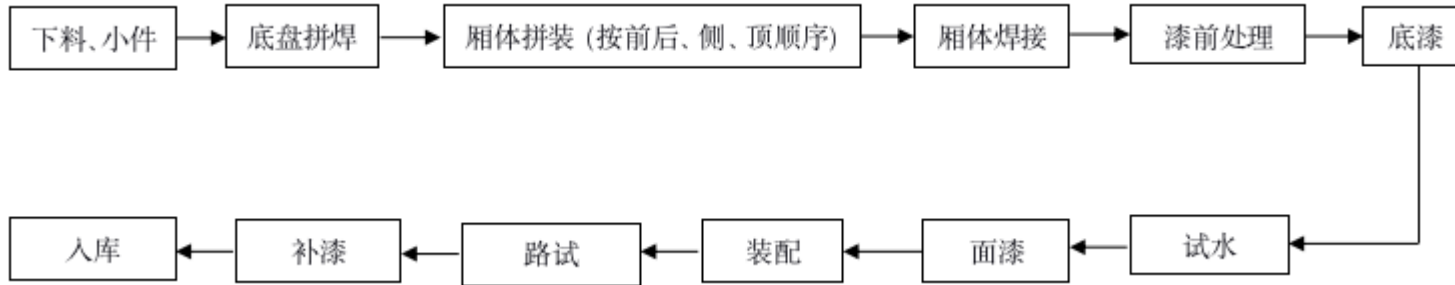 下料、小件
底盘拼焊
厢体拼装（按前后、侧、顶顺序）
厢体焊接
漆前处理
底漆
试水
面漆
装配
路试
补漆
入库